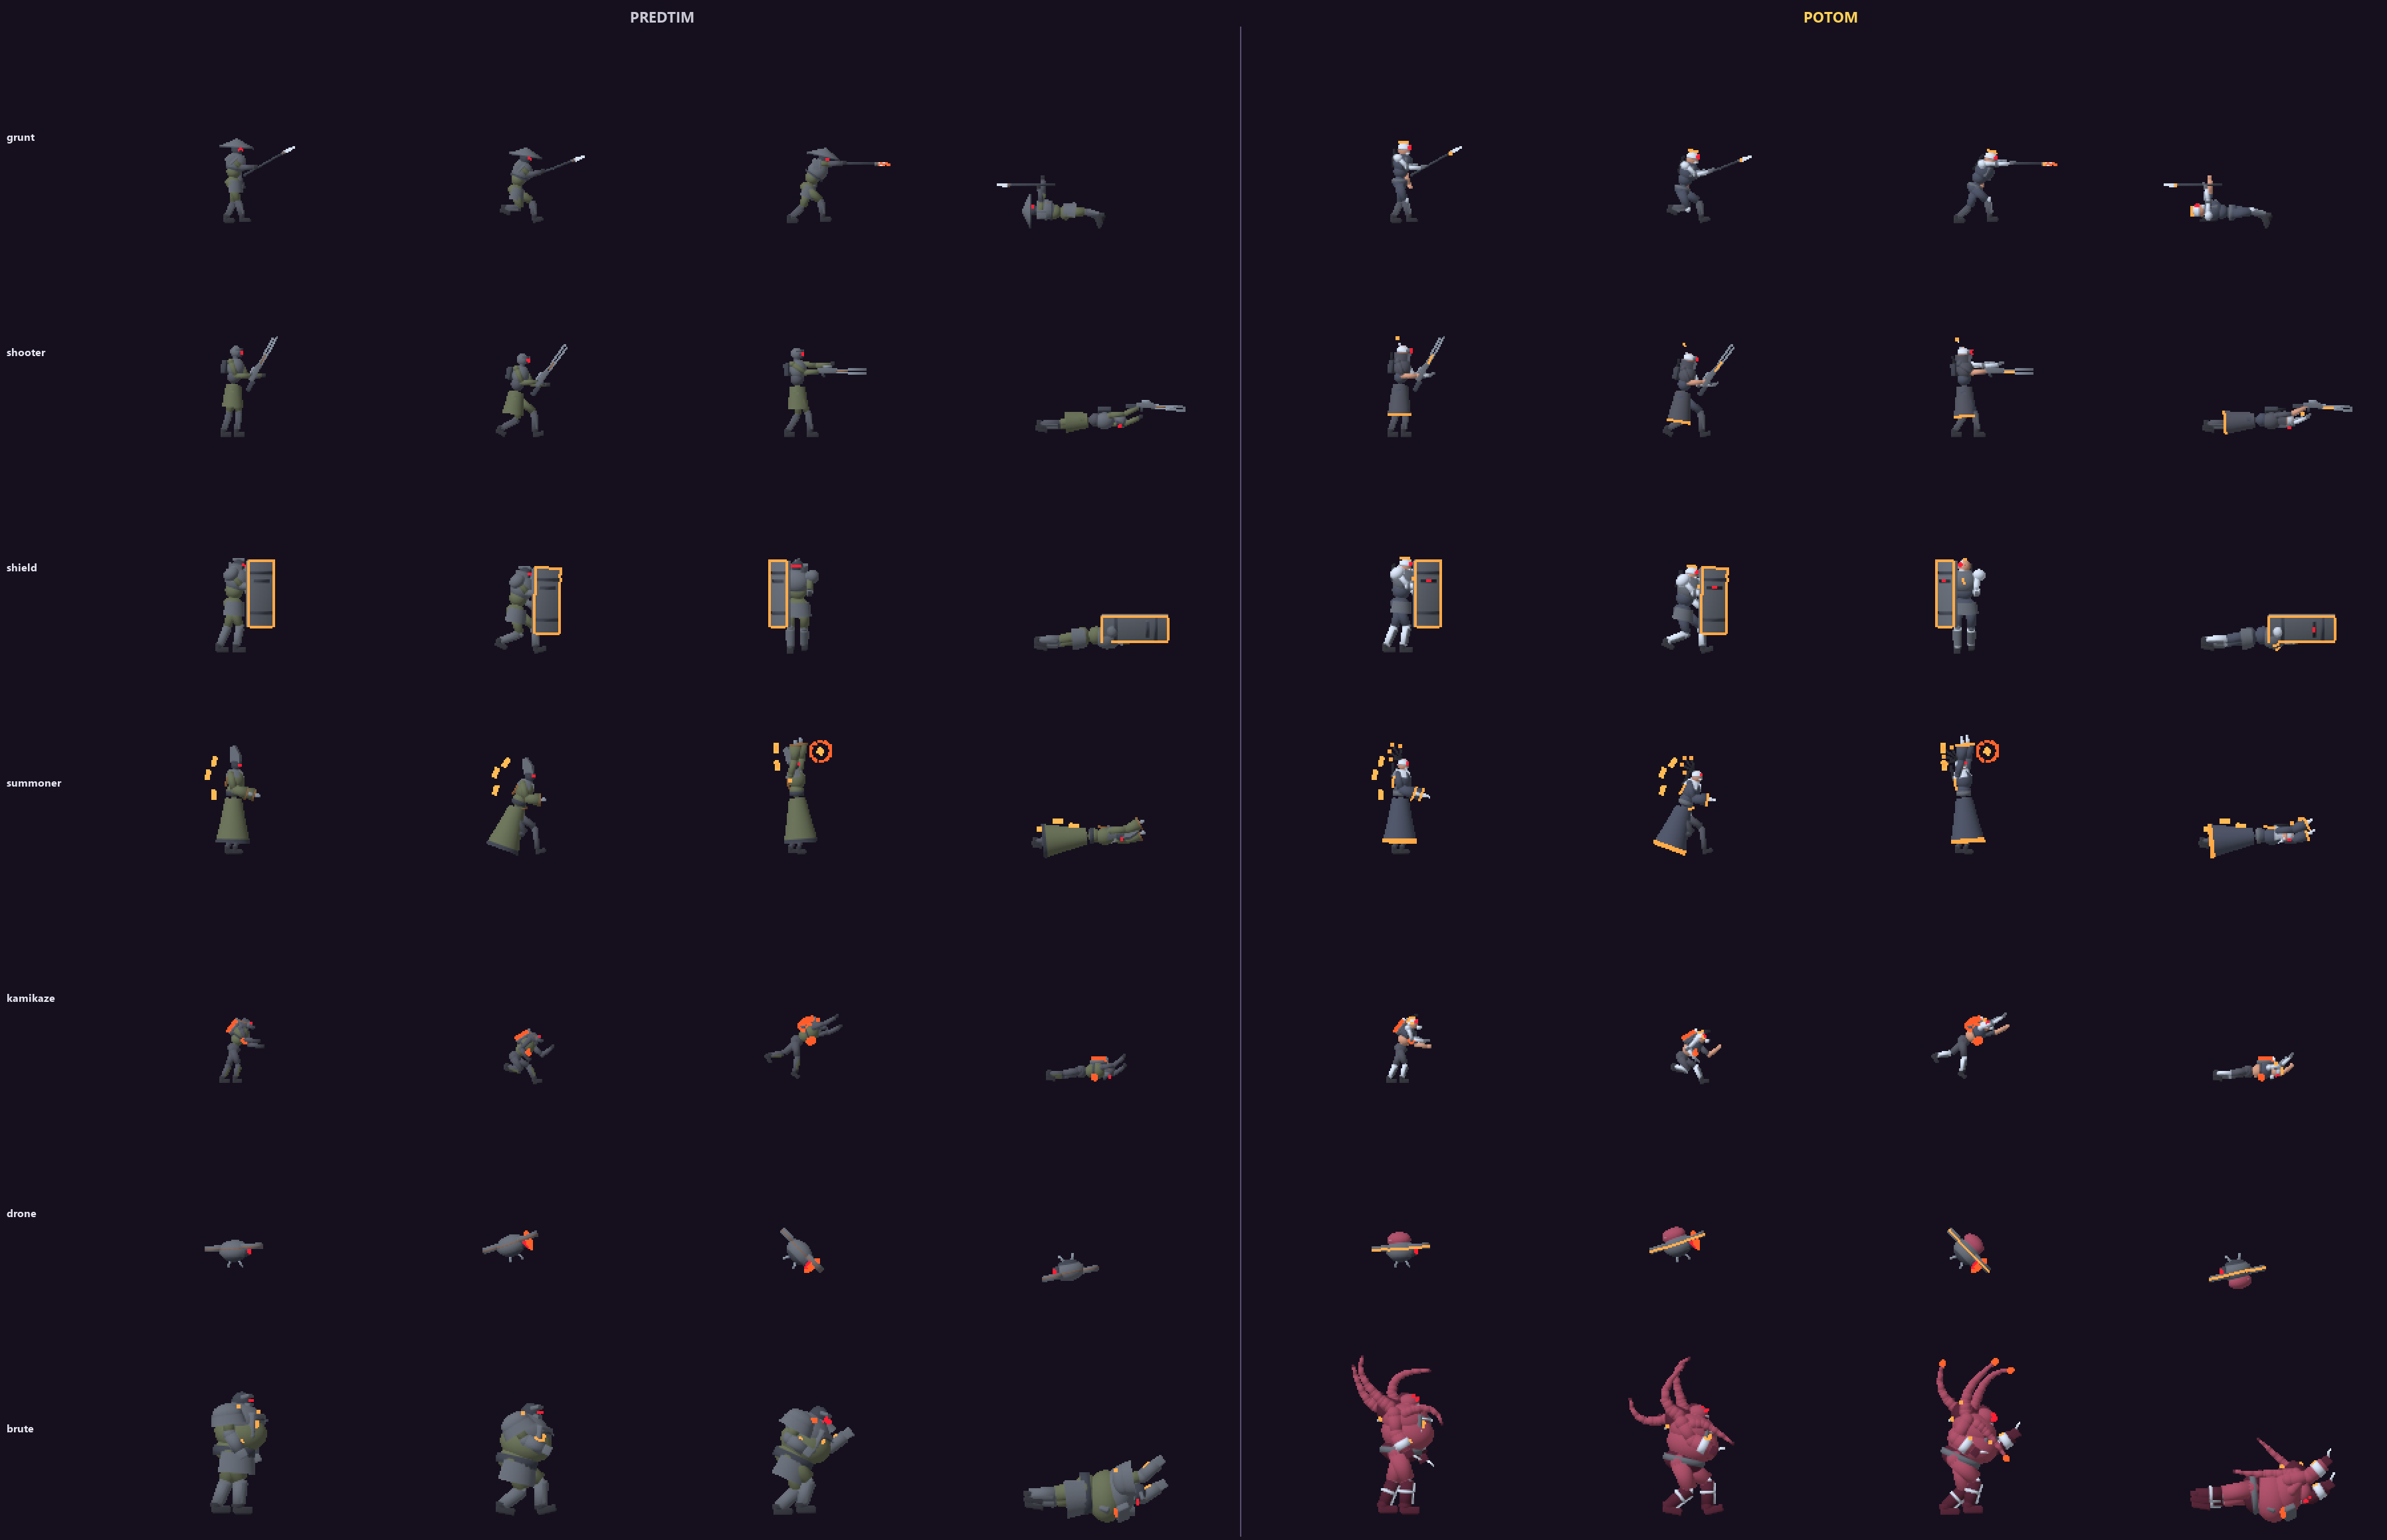 PREDTIM
POTOM
grunt
shooter
shield
summoner
kamikaze
drone
brute